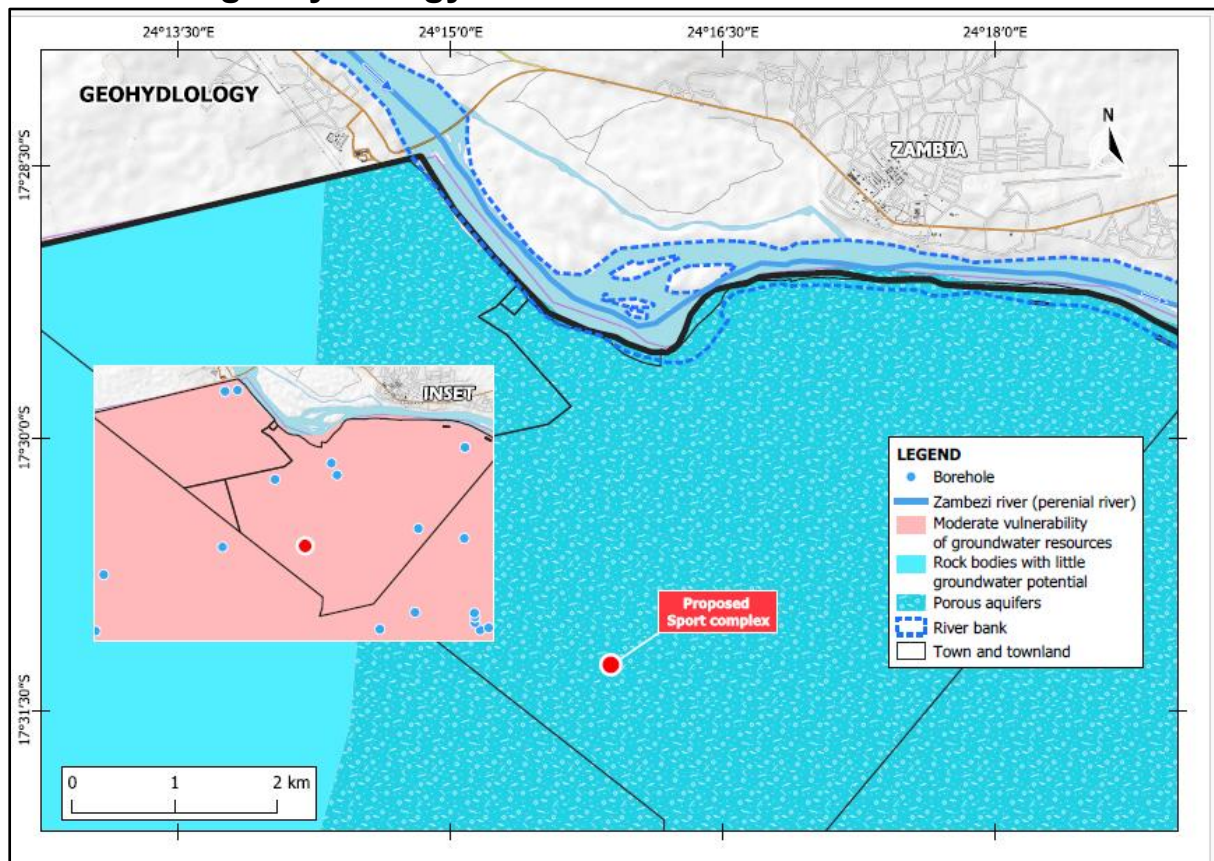 24°13'30"E
24°15'0"E
24°16'30"E
24°18'0"E
GEOHYDLOLOGY
ZAMBIA
N
17°28'30"S
17°30'0"S
17°31'30"S
INSET
LEGEND
Borehole
Zambezi river (perenial river)
Moderate vulnerability
of groundwater resources
Rock bodies with little
groundwater potential
Porous aquifers
River bank
Town and townland
Proposed
Sport complex
0 1 2 km